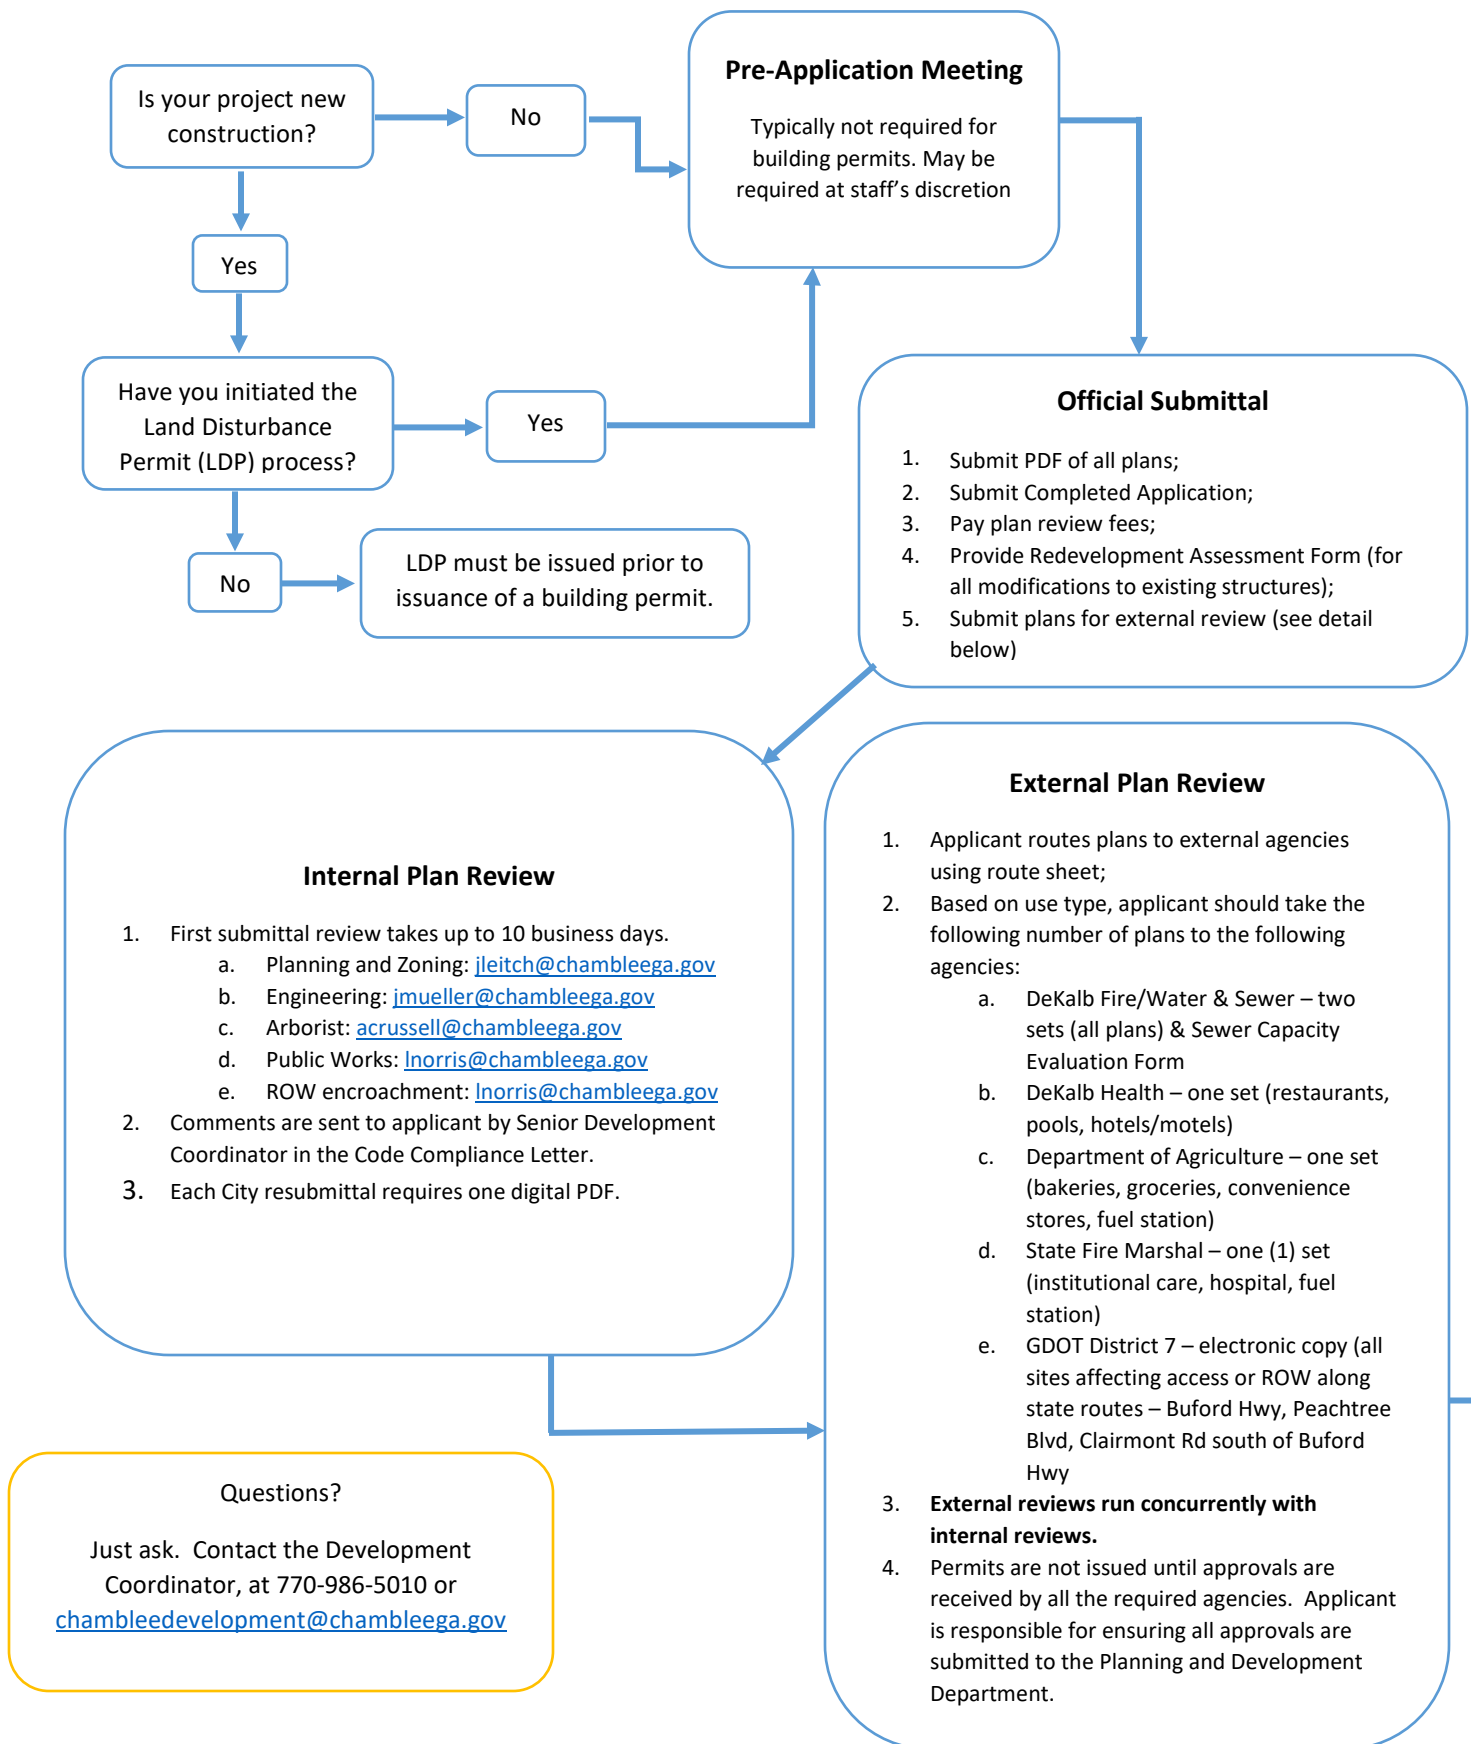 Is your project new
construction?
No
Pre-Application Meeting
Typically not required for
building permits. May be
required at staff’s discretion
Yes
Have you initiated the
Land Disturbance
Permit (LDP) process?
Yes
No
LDP must be issued prior to
issuance of a building permit.
Official Submittal
1. Submit PDF of all plans;
2. Submit Completed Application;
3. Pay plan review fees;
4. Provide Redevelopment Assessment Form (for
all modifications to existing structures);
5. Submit plans for external review (see detail
below)
Internal Plan Review
1. First submittal review takes up to 10 business days.
a. Planning and Zoning: jleitch@chambleega.gov
b. Engineering: jmueller@chambleega.gov
c. Arborist: acrussell@chambleega.gov
d. Public Works: lnorris@chambleega.gov
e. ROW encroachment: lnorris@chambleega.gov
2. Comments are sent to applicant by Senior Development
Coordinator in the Code Compliance Letter.
3. Each City resubmittal requires one digital PDF.
External Plan Review
1. Applicant routes plans to external agencies
using route sheet;
2. Based on use type, applicant should take the
following number of plans to the following
agencies:
a. DeKalb Fire/Water & Sewer – two
sets (all plans) & Sewer Capacity
Evaluation Form
b. DeKalb Health – one set (restaurants,
pools, hotels/motels)
c. Department of Agriculture – one set
(bakeries, groceries, convenience
stores, fuel station)
d. State Fire Marshal – one (1) set
(institutional care, hospital, fuel
station)
e. GDOT District 7 – electronic copy (all
sites affecting access or ROW along
state routes – Buford Hwy, Peachtree
Blvd, Clairmont Rd south of Buford
Hwy
3. External reviews run concurrently with
internal reviews.
4. Permits are not issued until approvals are
received by all the required agencies. Applicant
is responsible for ensuring all approvals are
submitted to the Planning and Development
Department.
Questions?
Just ask. Contact the Development
Coordinator, at 770-986-5010 or
chambleedevelopment@chambleega.gov